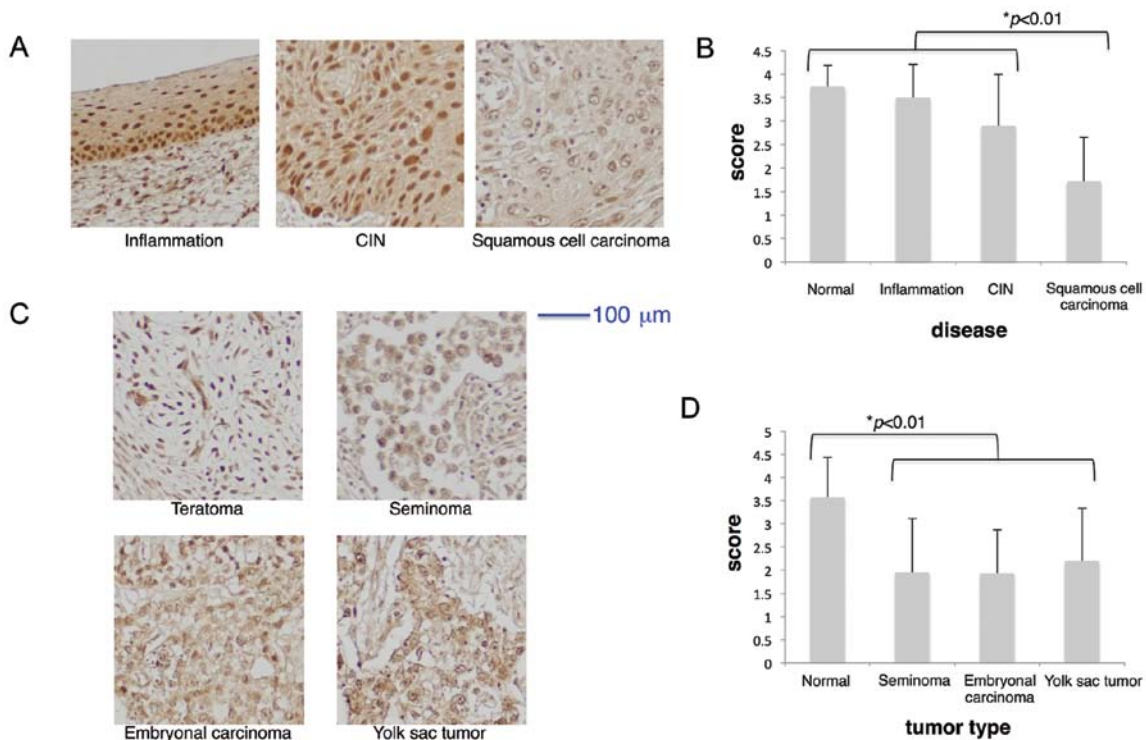 A
Inflammation
CIN
Squamous cell carcinoma
B
*p<0.01
score
4.5
4
3.5
3
2.5
2
1.5
1
0.5
0
Normal
Inflammation
CIN
Squamous cell
carcinoma
disease
C
100 μm
Teratoma
Seminoma
Embryonal carcinoma
Yolk sac tumor
D
*p<0.01
score
5
4.5
4
3.5
3
2.5
2
1.5
1
0.5
0
Normal
Seminoma
Embryonal
carcinoma
Yolk sac tumor
tumor type